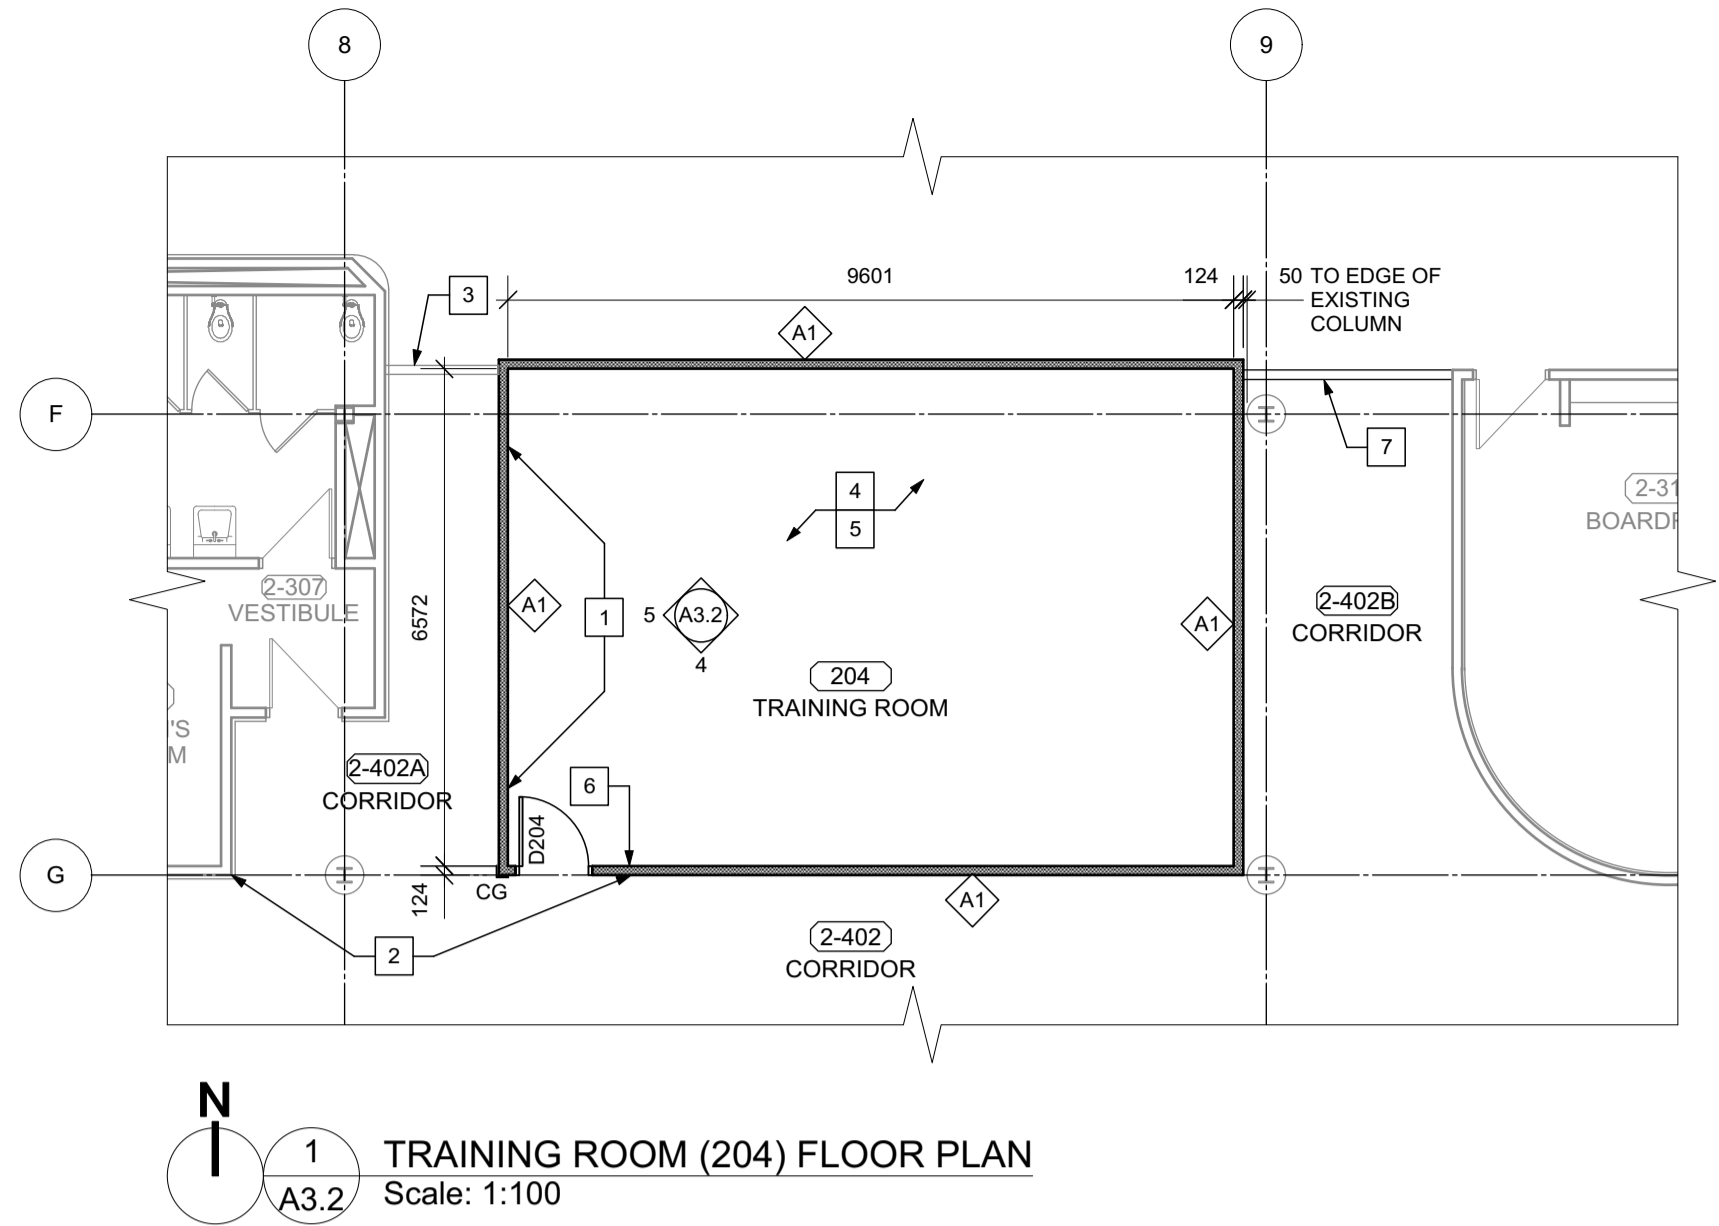 8
9
9601
124
50 TO EDGE OF
EXISTING
COLUMN
3
A1
F
7
4
5
2-31
BOARD
2-307
VESTIBULE
6572
A1
1
5
A3.2
4
A1
2-402B
CORRIDOR
204
TRAINING ROOM
'S
M
2-402A
CORRIDOR
6
D204
G
124
CG
A1
2
2-402
CORRIDOR
N
1
A3.2
TRAINING ROOM (204) FLOOR PLAN
Scale: 1:100